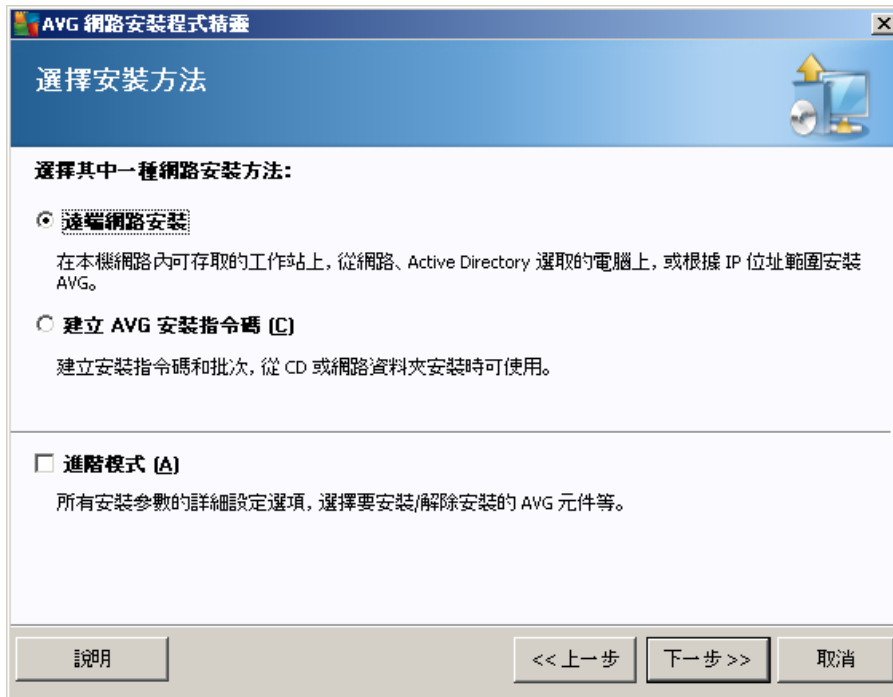 AVG 網路安裝程式精靈
選擇安裝方法
選擇其中一種網路安裝方法:
遠端網路安裝
在本機網路內可存取的工作站上, 從網路、Active Directory 選取的電腦上, 或根據 IP 位址範圍安裝
AVG。
建立 AVG 安裝指令碼 (C)
建立安裝指令碼和批次, 從 CD 或網路資料夾安裝時可使用。
進階模式 (A)
所有安裝參數的詳細設定選項, 選擇要安裝/解除安裝的 AVG 元件等。
說明
<< 上一步
下一步 >>
取消